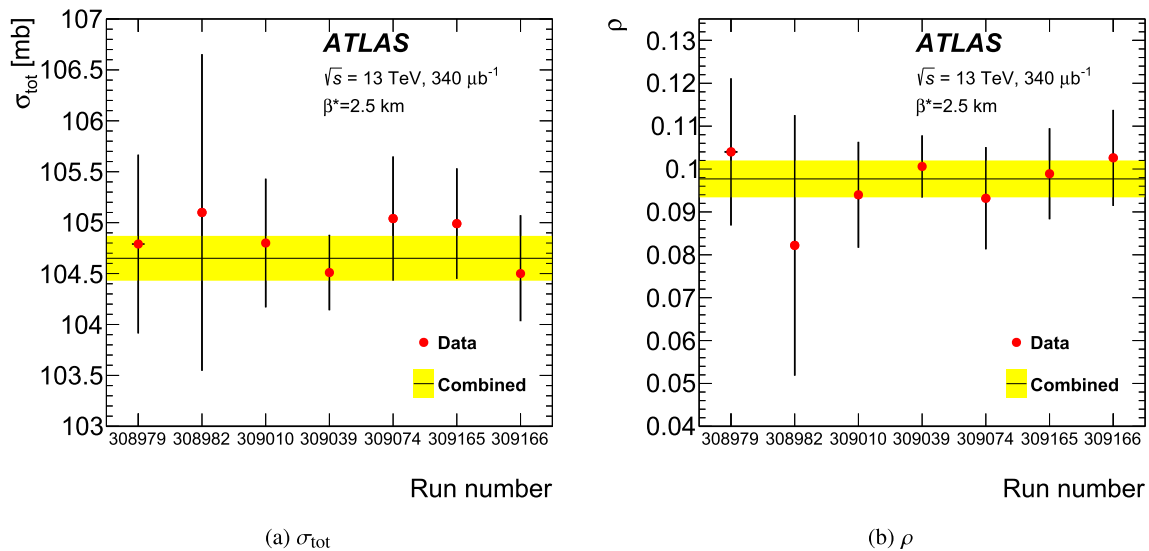 107
106.5
106
105.5
105
104.5
104
103.5
103
σtot [mb]
ATLAS
√s = 13 TeV, 340 μb-1
β*=2.5 km
Data
Combined
308979 308982 309010 309039 309074 309165 309166
Run number
(a) σtot
ρ
0.13
0.12
0.11
0.1
0.09
0.08
0.07
0.06
0.05
0.04
ATLAS
√s = 13 TeV, 340 μb-1
β*=2.5 km
Data
Combined
308979 308982 309010 309039 309074 309165 309166
Run number
(b) ρ